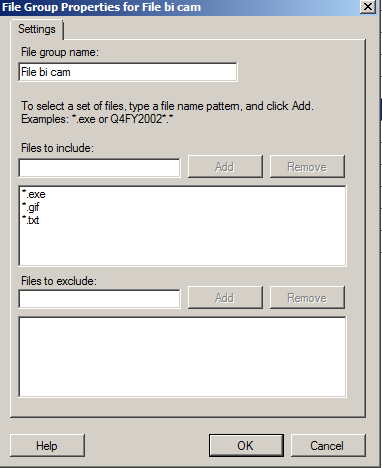 File Group Properties for File bi cam
Settings
File group name:
File bi cam
To select a set of files, type a file name pattern, and click Add.
Examples: *.exe or Q4FY2002*.*
Files to include:
Add
Remove
*.exe
*.gif
*.txt
Files to exclude:
Add
Remove
Help
OK
Cancel